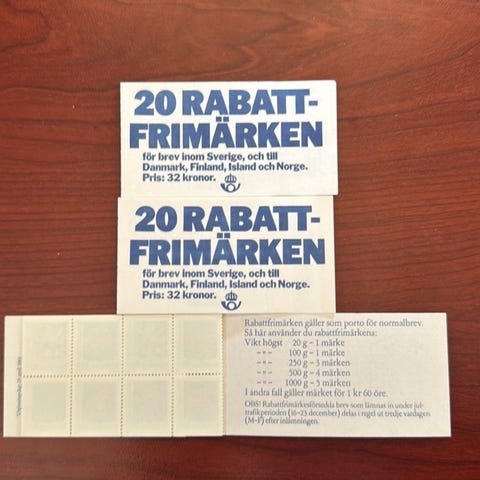 20 RABATT-
FRIMÄRKEN
för brev inom Sverige, och till
Danmark, Finland, Island och Norge.
Pris: 32 kronor.
20 RABATT-
FRIMÄRKEN
för brev inom Sverige, och till
Danmark, Finland, Island och Norge.
Pris: 32 kronor.
Rabattfrimärken gäller som porto för normalbrev.
Så här använder du rabattfrimärkena:
Vikt högst 20 g – 1 märke
–"– 100 g – 1 märke
–"– 250 g – 3 märken
–"– 500 g – 4 märken
–"– 1000 g – 5 märken
I andra fall gäller märket för 1 kr 60 öre.
OBS! Rabattfrimärkesförsedda brev som lämnas in under jul-
trafikperioden (16–23 december) delas i regel ut tredje vardagen
(M–F) efter inlämningen.